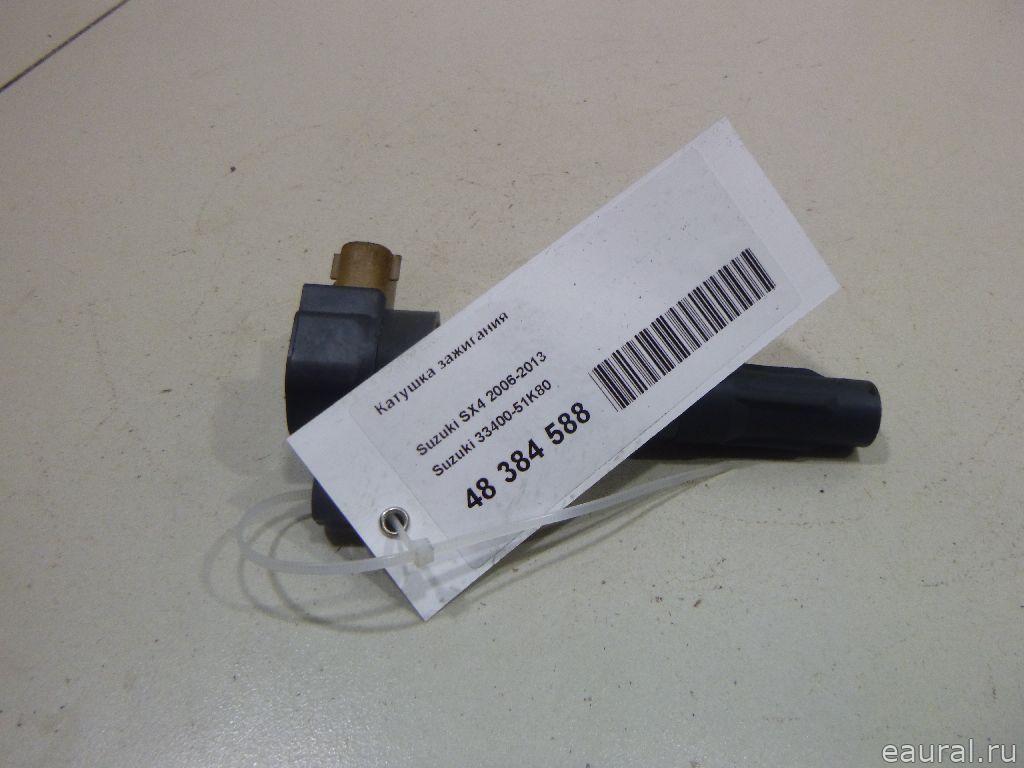 Катушка зажигания
Suzuki SX4 2006-2013
Suzuki 33400-51K80
48 384 588
eaural.ru